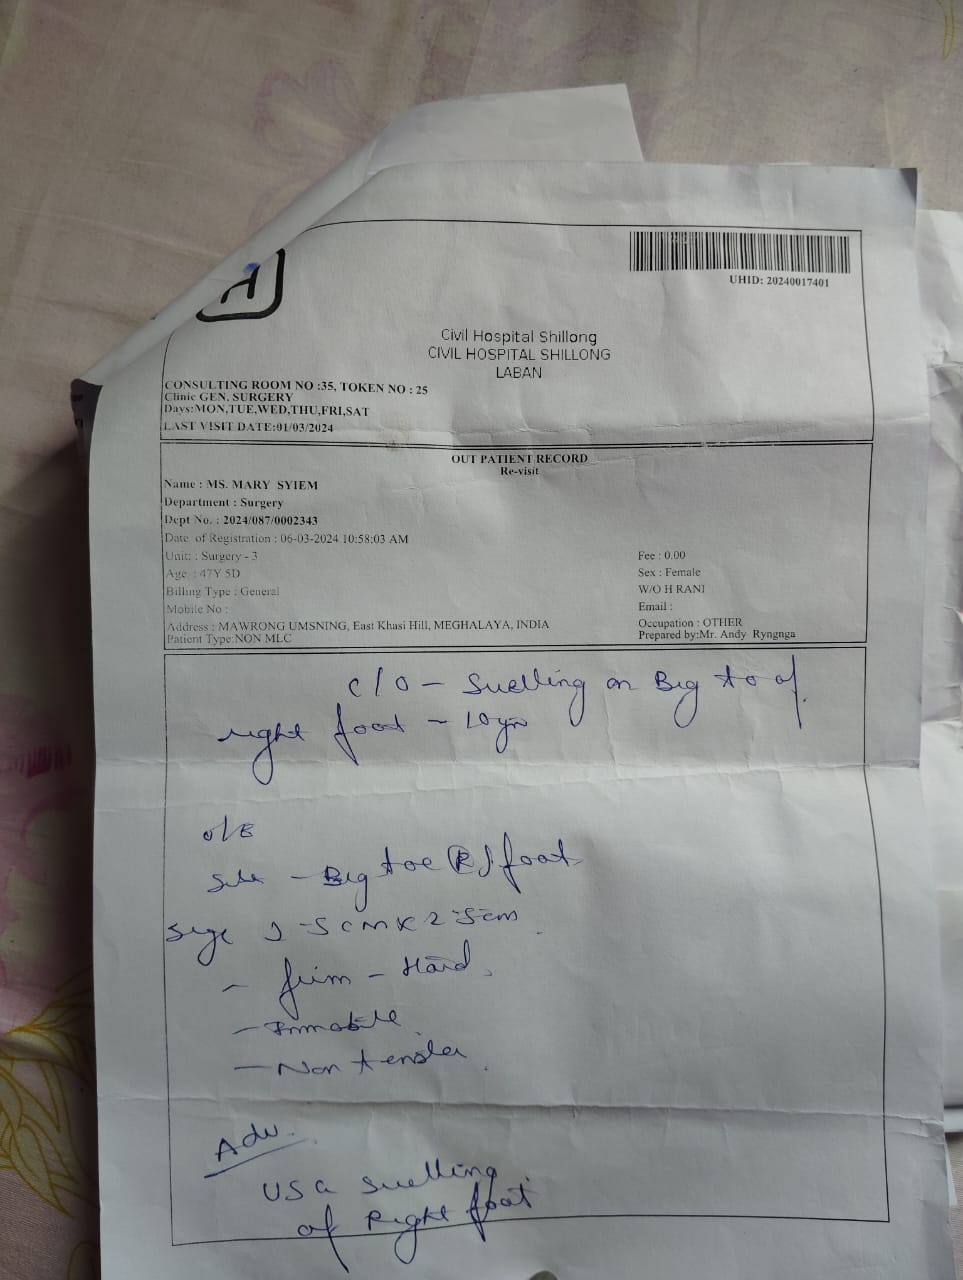 H
UHID: 20240017401
Civil Hospital Shillong
CIVIL HOSPITAL SHILLONG
LABAN
CONSULTING ROOM NO :35, TOKEN NO : 25
Clinic GEN. SURGERY
Days:MON,TUE,WED,THU,FRI,SAT
LAST VISIT DATE:01/03/2024
OUT PATIENT RECORD
Re-visit
Name : MS. MARY SYIEM
Department : Surgery
Dept No. : 2024/087/0002343
Date of Registration : 06-03-2024 10:58:03 AM
Unit: : Surgery - 3
Fee : 0.00
Age : 47Y 5D
Sex : Female
Billing Type : General
W/O H RANI
Mobile No :
Email :
Address : MAWRONG UMSNING, East Khasi Hill, MEGHALAYA, INDIA
Occupation : OTHER
Patient Type:NON MLC
Prepared by:Mr. Andy Ryngnga
C/O - Swelling on Big to of
right foot - 10yrs
O/E
Site - Big toe (R) foot
Size 2.5cm x 2.5cm
- firm - Hard.
- Immobile
- Non tender.
Adv.
USG swelling
of Right foot